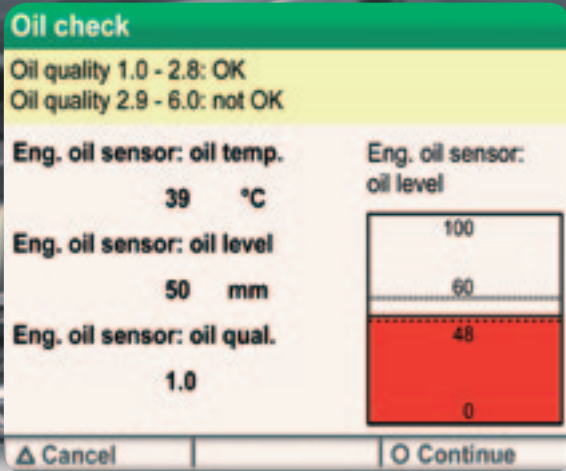 Oil check
Oil quality 1.0 - 2.8: OK
Oil quality 2.9 - 6.0: not OK
Eng. oil sensor: oil temp.
39 °C
Eng. oil sensor: oil level
50 mm
Eng. oil sensor: oil qual.
1.0
Eng. oil sensor:
oil level
100
60
48
0
Δ Cancel
O Continue